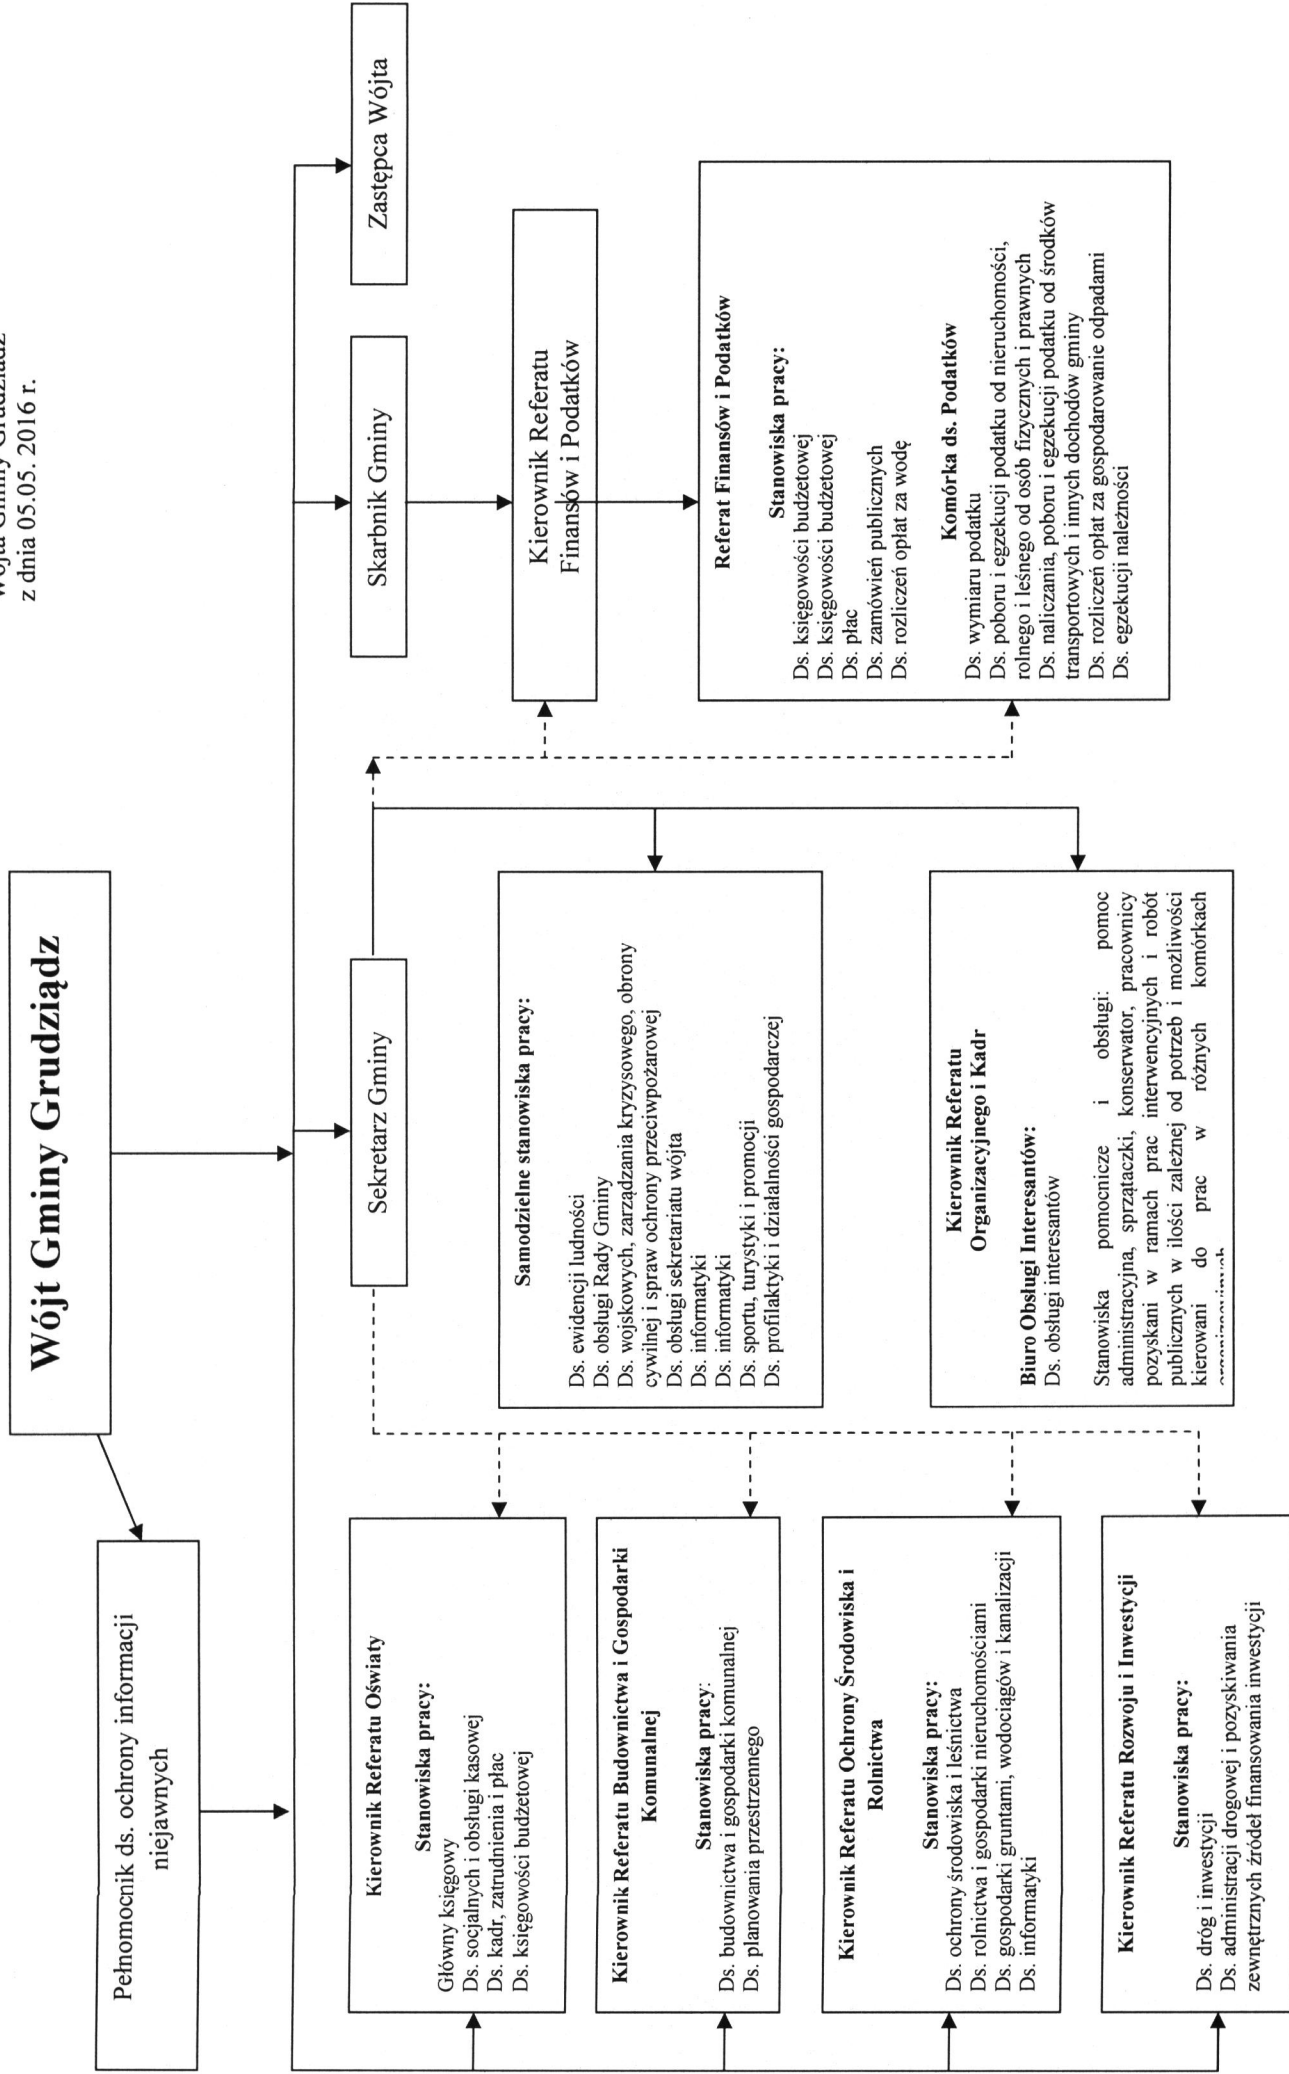 Wójta Gminy Grudziądz
z dnia 05.05. 2016 r.
Wójt Gminy Grudziądz
Pełnomocnik ds. ochrony informacji
niejawnych
Sekretarz Gminy
Skarbnik Gminy
Zastępca Wójta
Kierownik Referatu Oświaty
Stanowiska pracy:
Główny księgowy
Ds. socjalnych i obsługi kasowej
Ds. kadr, zatrudnienia i płac
Ds. księgowości budżetowej
Kierownik Referatu Budownictwa i Gospodarki
Komunalnej
Stanowiska pracy:
Ds. budownictwa i gospodarki komunalnej
Ds. planowania przestrzennego
Kierownik Referatu Ochrony Środowiska i
Rolnictwa
Stanowiska pracy:
Ds. ochrony środowiska i leśnictwa
Ds. rolnictwa i gospodarki nieruchomościami
Ds. gospodarki gruntami, wodociągów i kanalizacji
Ds. informatyki
Kierownik Referatu Rozwoju i Inwestycji
Stanowiska pracy:
Ds. dróg i inwestycji
Ds. administracji drogowej i pozyskiwania
zewnętrznych źródeł finansowania inwestycji
Samodzielne stanowiska pracy:
Ds. ewidencji ludności
Ds. obsługi Rady Gminy
Ds. wojskowych, zarządzania kryzysowego, obrony
cywilnej i spraw ochrony przeciwpożarowej
Ds. obsługi sekretariatu wójta
Ds. informatyki
Ds. informatyki
Ds. sportu, turystyki i promocji
Ds. profilaktyki i działalności gospodarczej
Kierownik Referatu
Organizacyjnego i Kadr
Biuro Obsługi Interesantów:
Ds. obsługi interesantów
Stanowiska pomocnicze i obsługi: pomoc
administracyjna, sprzątaczki, konserwator, pracownicy
pozyskani w ramach prac interwencyjnych i robót
publicznych w ilości zależnej od potrzeb i możliwości
kierowani do prac w różnych komórkach
Kierownik Referatu
Finansów i Podatków
Referat Finansów i Podatków
Stanowiska pracy:
Ds. księgowości budżetowej
Ds. księgowości budżetowej
Ds. płac
Ds. zamówień publicznych
Ds. rozliczeń opłat za wodę
Komórka ds. Podatków
Ds. wymiaru podatku
Ds. poboru i egzekucji podatku od nieruchomości,
rolnego i leśnego od osób fizycznych i prawnych
Ds. naliczania, poboru i egzekucji podatku od środków
transportowych i innych dochodów gminy
Ds. rozliczeń opłat za gospodarowanie odpadami
Ds. egzekucji należności